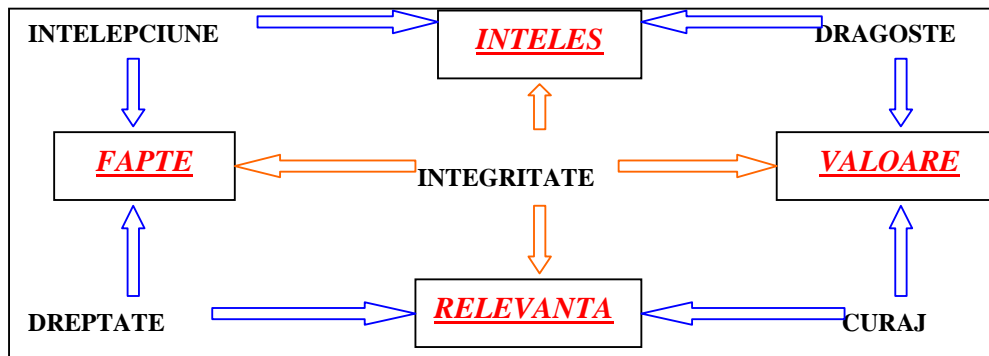 INTELEPCIUNE
INTELES
DRAGOSTE
FAPTE
INTEGRITATE
VALOARE
DREPTATE
RELEVANTA
CURAJ